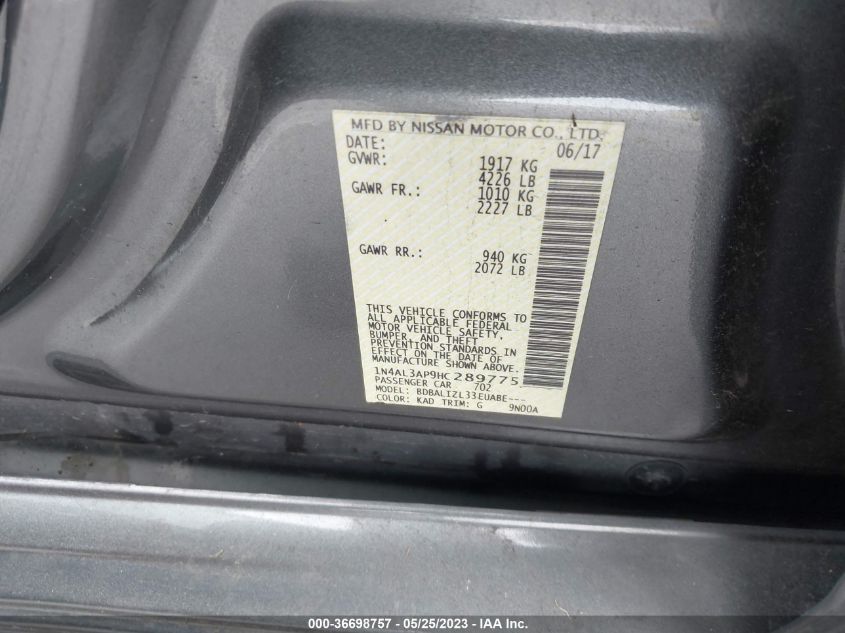 MFD BY NISSAN MOTOR CO., LTD.
DATE: 06/17
GVWR: 1917 KG
4226 LB
GAWR FR.: 1010 KG
2227 LB
GAWR RR.: 940 KG
2072 LB
THIS VEHICLE CONFORMS TO
ALL APPLICABLE FEDERAL
MOTOR VEHICLE SAFETY,
BUMPER, AND THEFT
PREVENTION STANDARDS IN
EFFECT ON THE DATE OF
MANUFACTURE SHOWN ABOVE.
1N4AL3AP9HC289775
PASSENGER CAR 702
MODEL: BDBALIZL33EUABE---
COLOR: KAD TRIM: G 9N00A
000-36698757 - 05/25/2023 - IAA Inc.